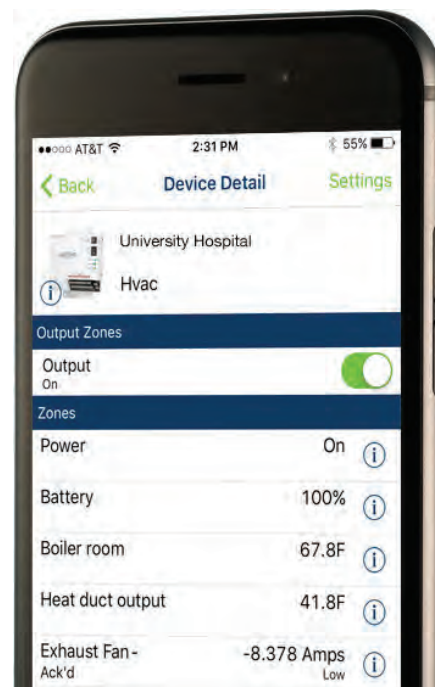 ●●○○○ AT&T 2:31 PM 55%
Back Device Detail Settings
University Hospital
Hvac
Output Zones
Output
On
Zones
Power On
Battery 100%
Boiler room 67.8F
Heat duct output 41.8F
Exhaust Fan- -8.378 Amps
Ack'd Low